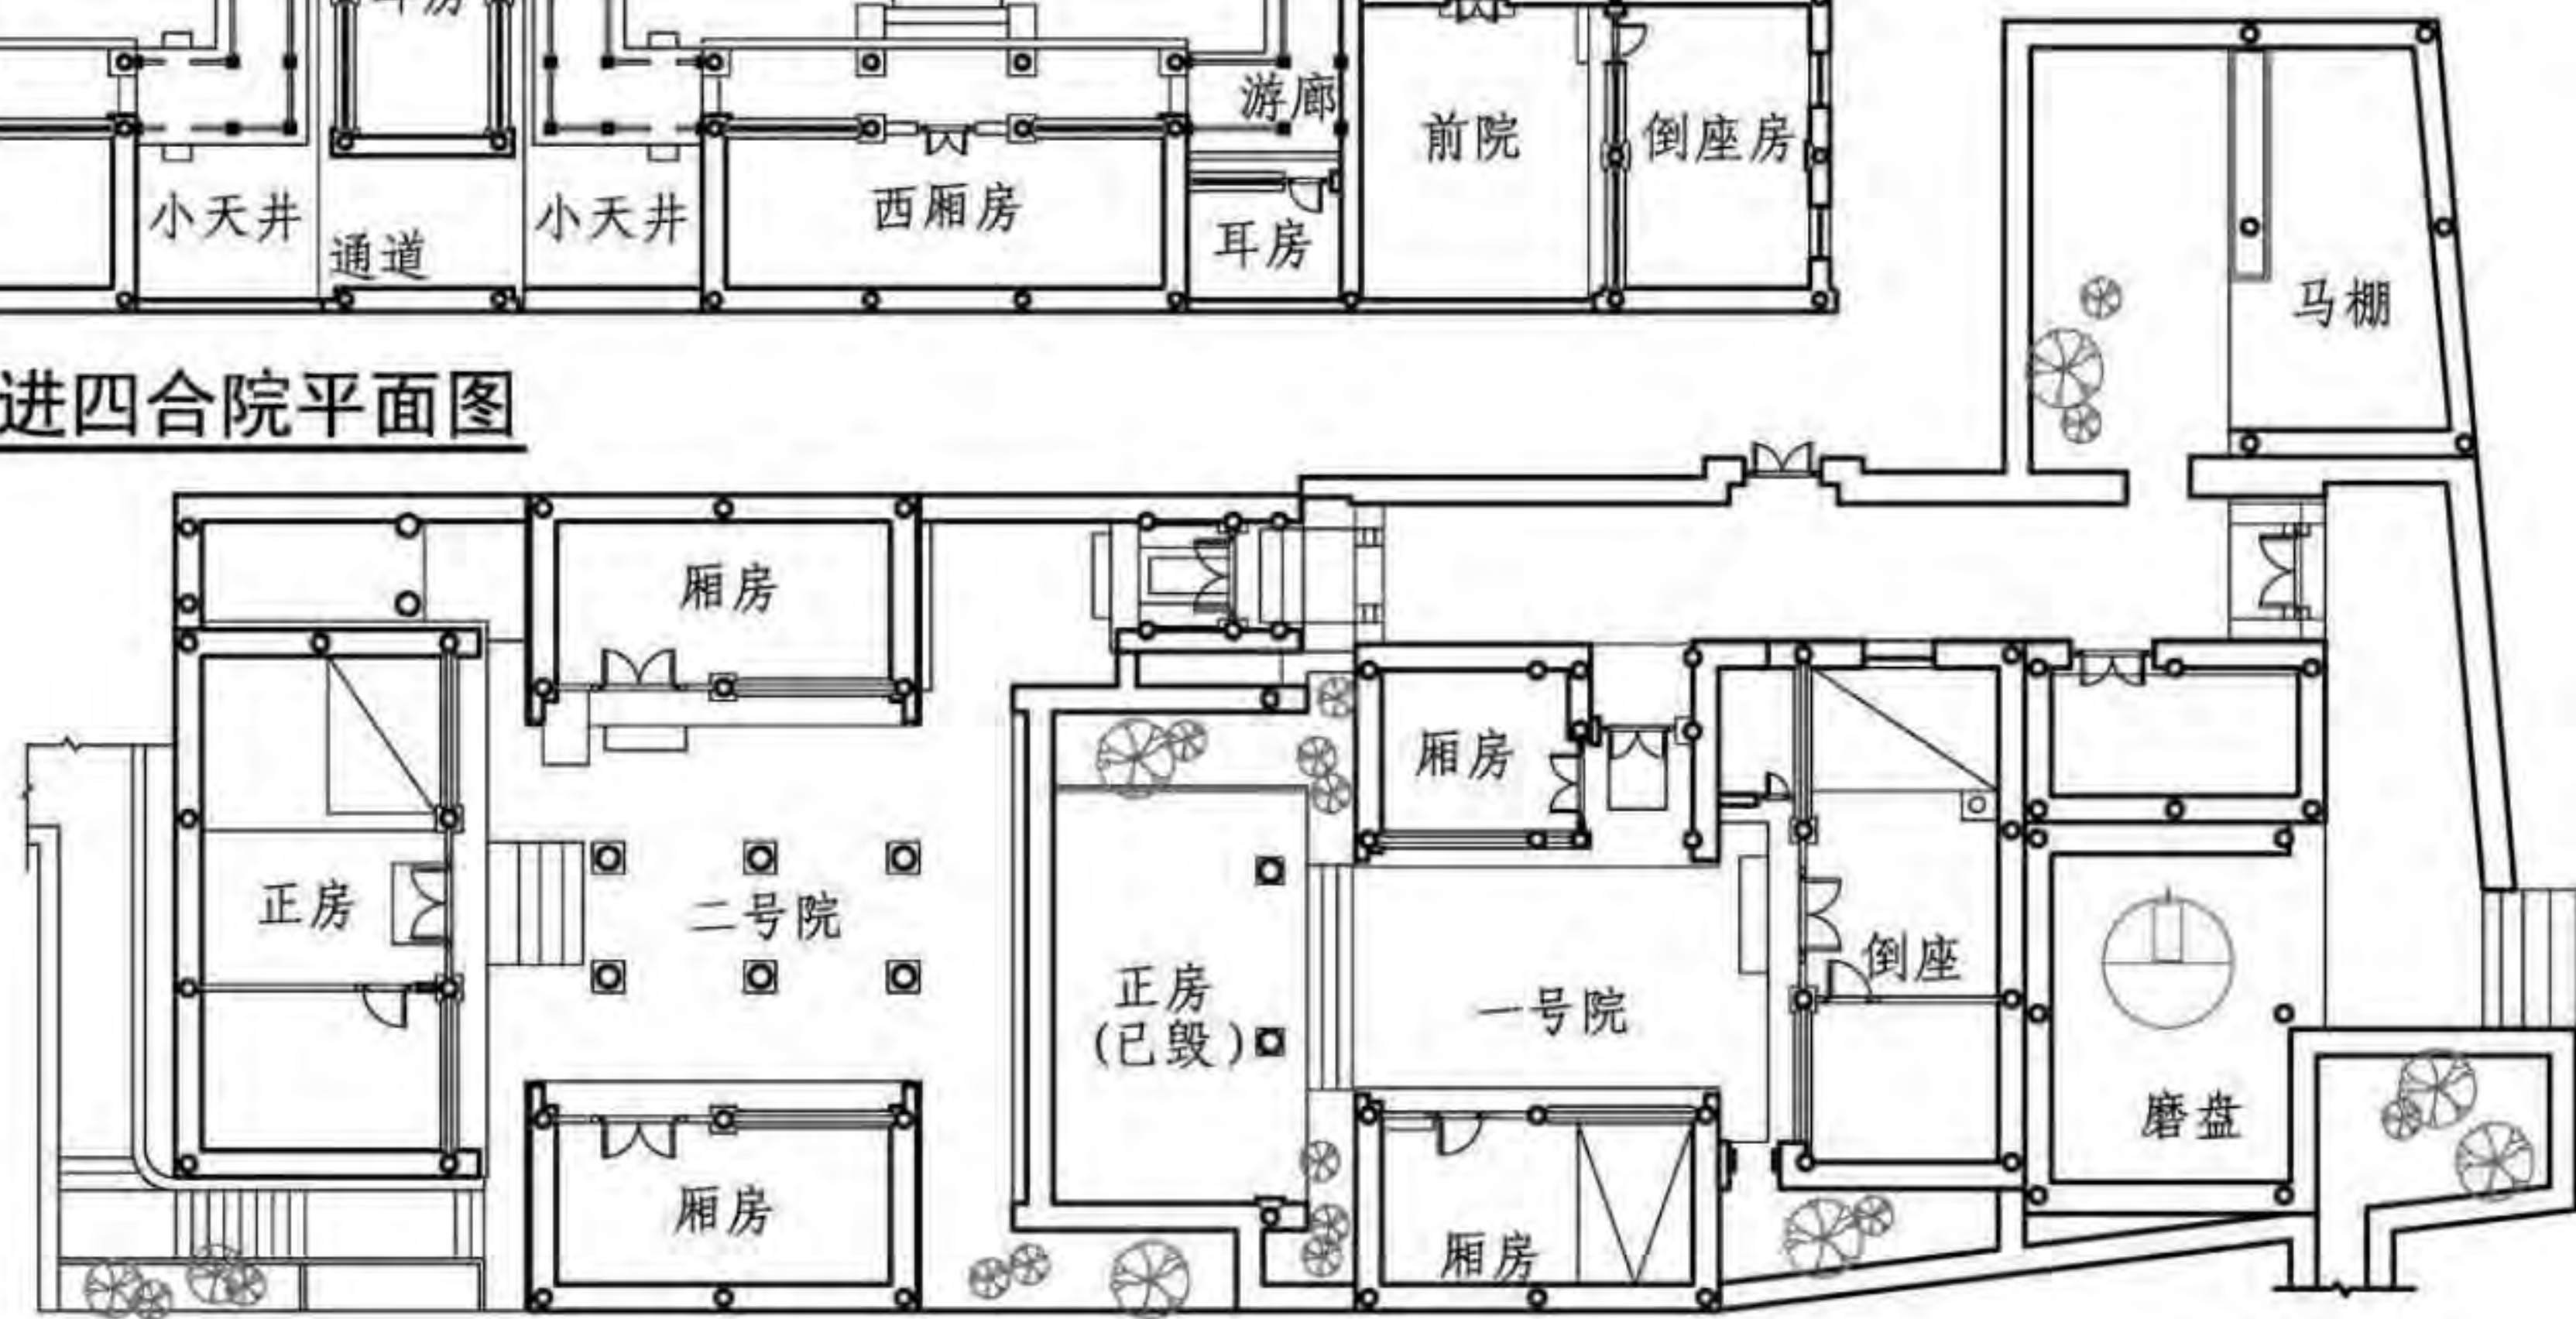 游廊
前院
倒座房
小天井
通道
小天井
西厢房
耳房
马棚
进四合院平面图
厢房
厢房
正房
二号院
正房
(已毁)
一号院
倒座
磨盘
厢房
厢房